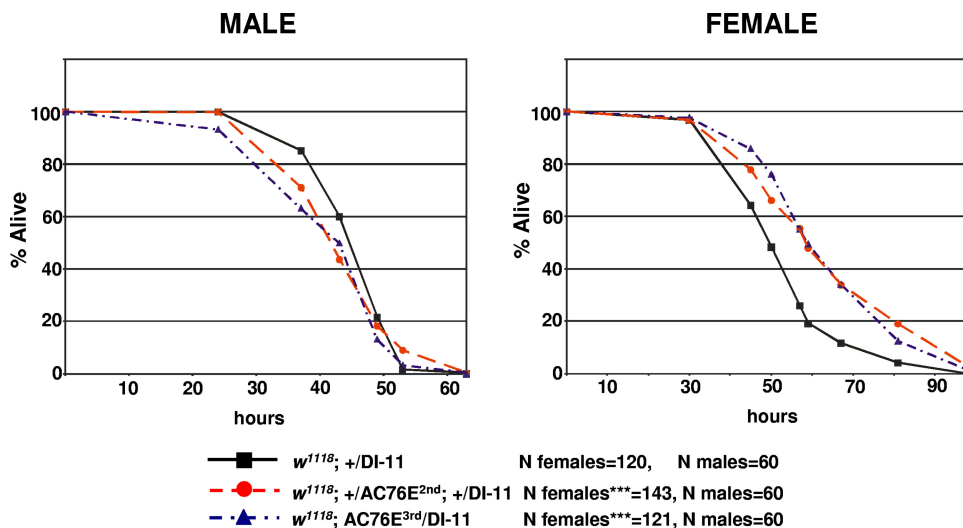 MALE FEMALE
100 100
80 80
60 60
40 40
20 20
0 0
% Alive % Alive
10 20 30 40 50 60 10 30 50 70 90
hours hours
w1118; +/DI-11 N females=120, N males=60
w1118; +/AC76E2nd; +/DI-11 N females***=143, N males=60
w1118; AC76E3rd/DI-11 N females***=121, N males=60